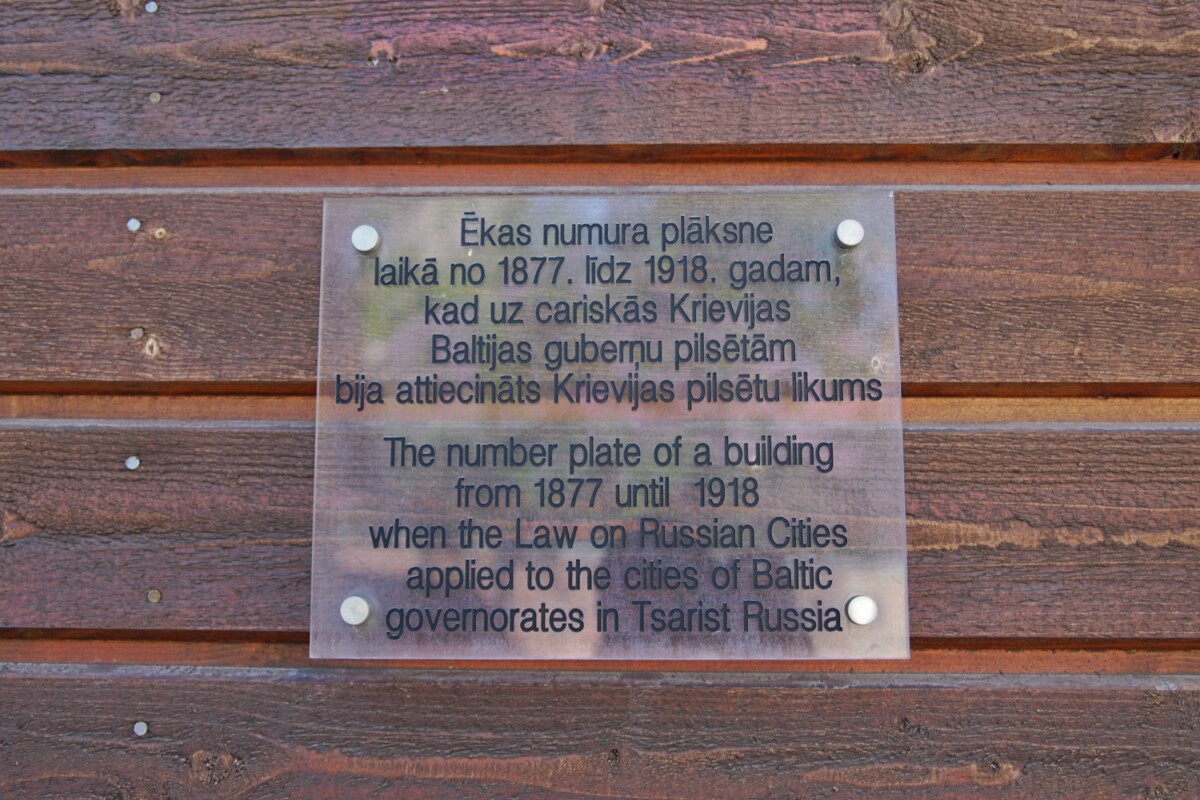 Ēkas numura plāksne
laikā no 1877. līdz 1918. gadam,
kad uz cariskās Krievijas
Baltijas guberņu pilsētām
bija attiecināts Krievijas pilsētu likums
The number plate of a building
from 1877 until 1918
when the Law on Russian Cities
applied to the cities of Baltic
governorates in Tsarist Russia